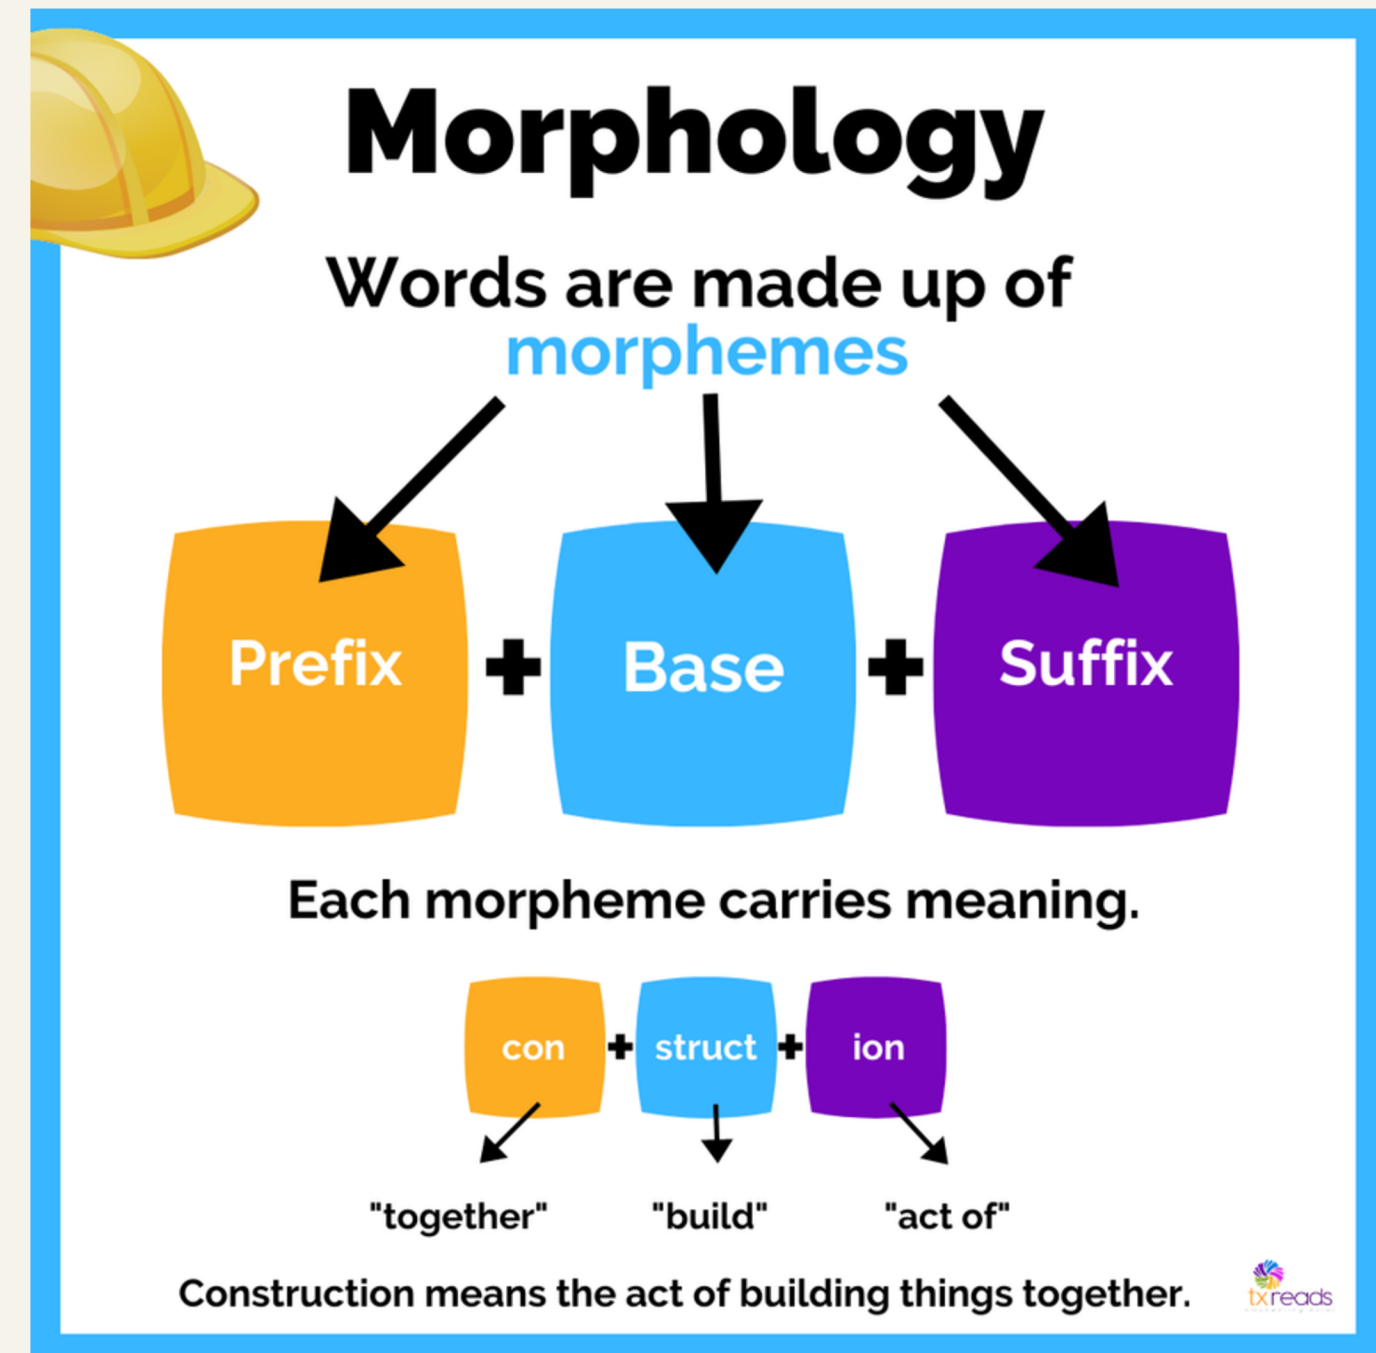 Morphology
Words are made up of
morphemes
Prefix + Base + Suffix
Each morpheme carries meaning.
con + struct + ion
"together" "build" "act of"
Construction means the act of building things together.
txreads